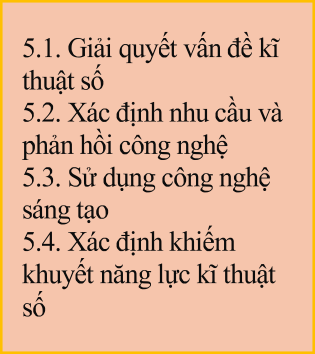 5.1. Giải quyết vấn đề kĩ
thuật số
5.2. Xác định nhu cầu và
phản hồi công nghệ
5.3. Sử dụng công nghệ
sáng tạo
5.4. Xác định khiếm
khuyết năng lực kĩ thuật
số